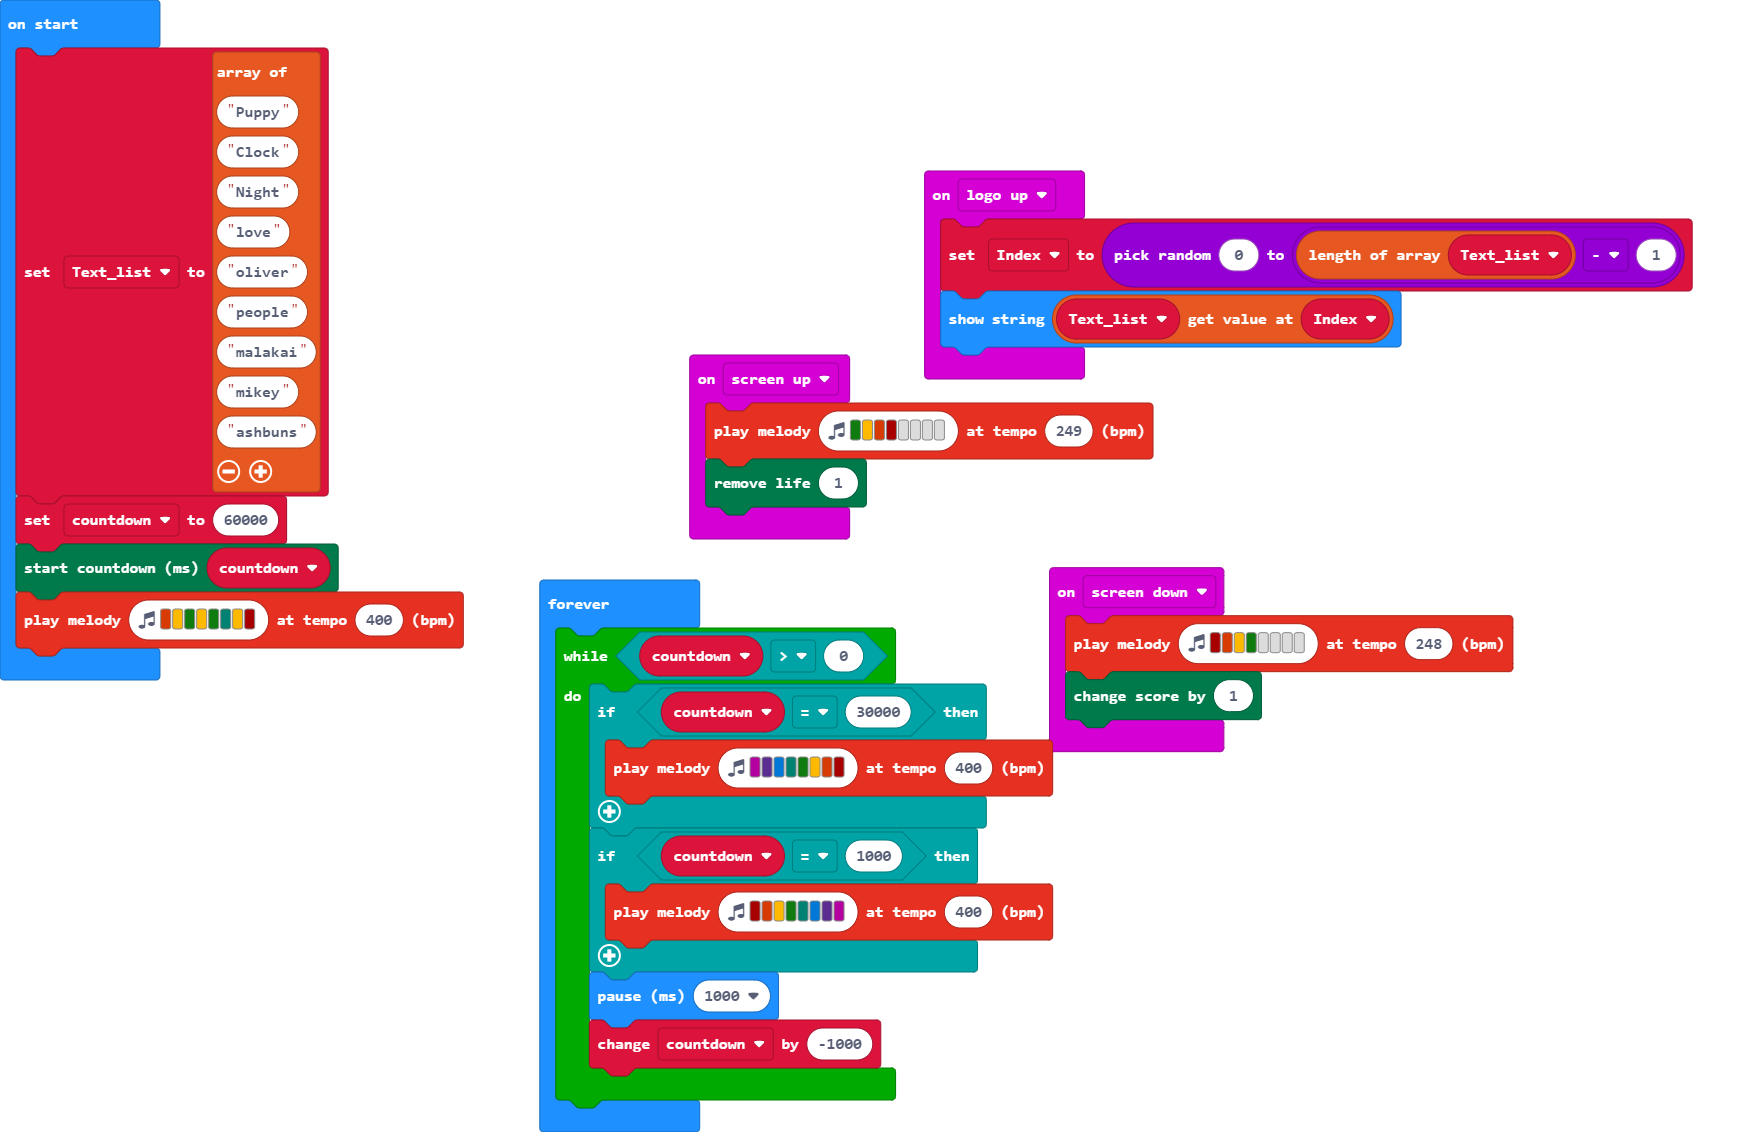 on start
set Text_list to array of
"Puppy"
"Clock"
"Night"
"love"
"oliver"
"people"
"malakai"
"mikey"
"ashbuns"
set countdown to 60000
start countdown (ms) countdown
play melody at tempo 400 (bpm)
on logo up
set Index to pick random 0 to length of array Text_list - 1
show string Text_list get value at Index
on screen up
play melody at tempo 249 (bpm)
remove life 1
forever
while countdown > 0
do
if countdown = 30000 then
play melody at tempo 400 (bpm)
if countdown = 1000 then
play melody at tempo 400 (bpm)
pause (ms) 1000
change countdown by -1000
on screen down
play melody at tempo 248 (bpm)
change score by 1